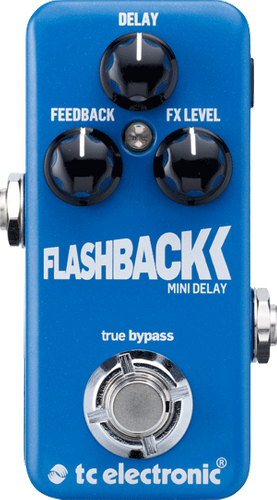 DELAY
FEEDBACK FX LEVEL
FLASHBACK
MINI DELAY
true bypass
tc electronic®